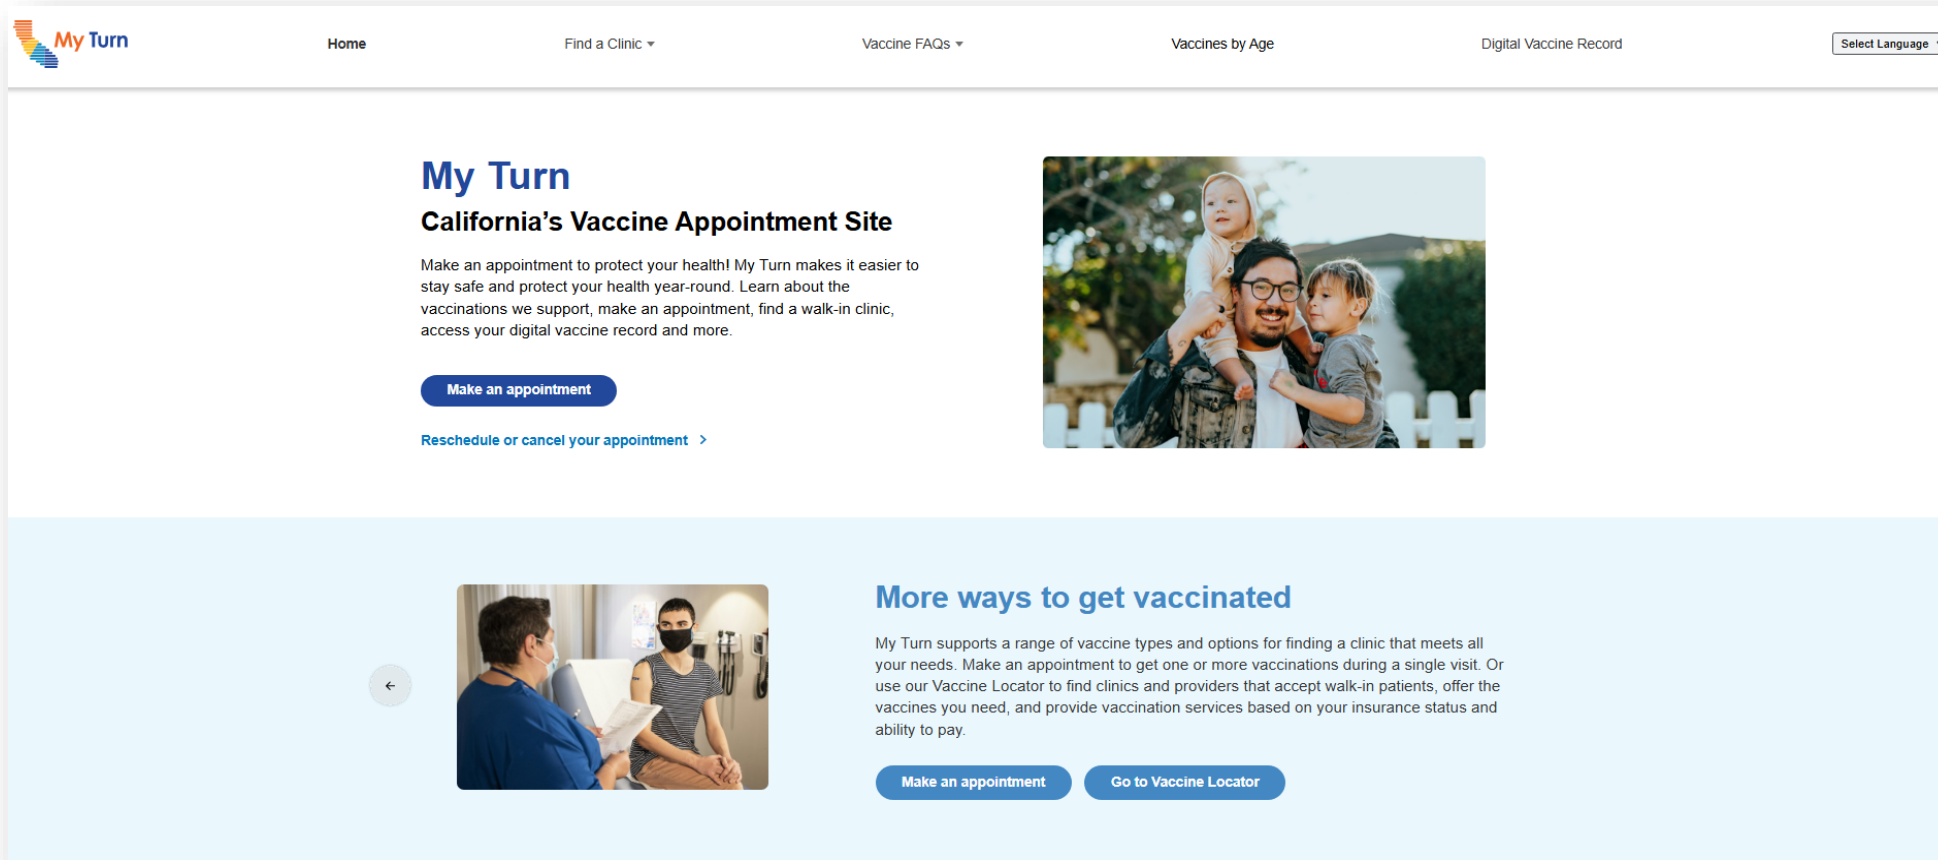 My Turn
Home
Find a Clinic
Vaccine FAQs
Vaccines by Age
Digital Vaccine Record
Select Language
My Turn
California’s Vaccine Appointment Site
Make an appointment to protect your health! My Turn makes it easier to
stay safe and protect your health year-round. Learn about the
vaccinations we support, make an appointment, find a walk-in clinic,
access your digital vaccine record and more.
Make an appointment
Reschedule or cancel your appointment
More ways to get vaccinated
My Turn supports a range of vaccine types and options for finding a clinic that meets all
your needs. Make an appointment to get one or more vaccinations during a single visit. Or
use our Vaccine Locator to find clinics and providers that accept walk-in patients, offer the
vaccines you need, and provide vaccination services based on your insurance status and
ability to pay.
Make an appointment
Go to Vaccine Locator